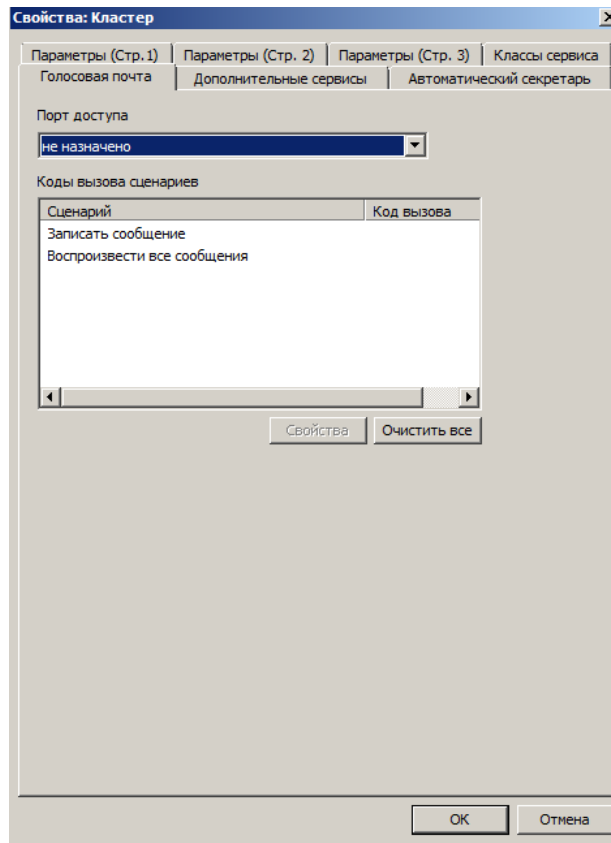 Свойства: Кластер
Параметры (Стр. 1) Параметры (Стр. 2) Параметры (Стр. 3) Классы сервиса
Голосовая почта Дополнительные сервисы Автоматический секретарь
Порт доступа
не назначено
Коды вызова сценариев
Сценарий Код вызова
Записать сообщение
Воспроизвести все сообщения
Свойства Очистить все
OK Отмена